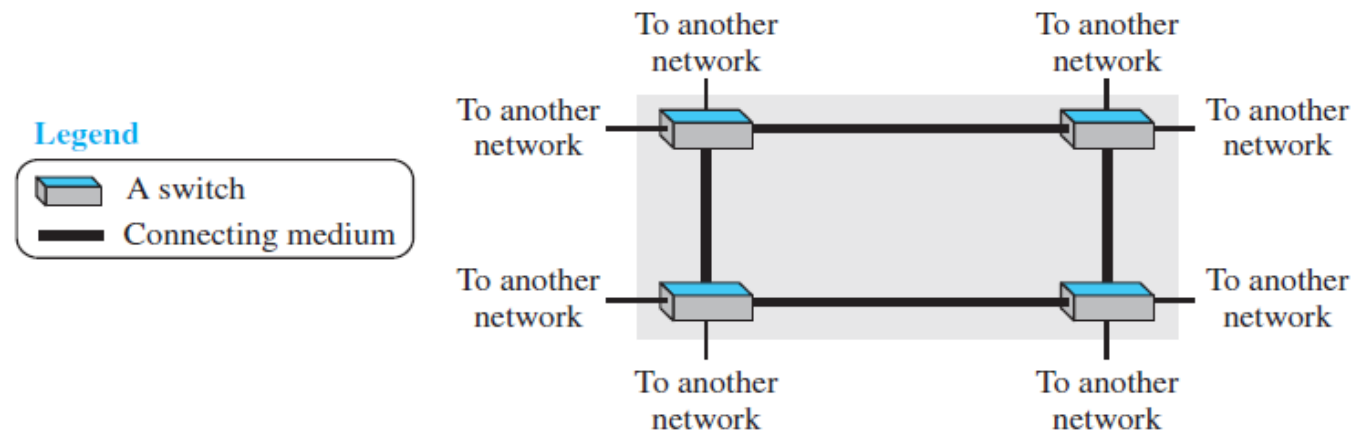 To another
network
To another
network
To another
network
To another
network
Legend
A switch
Connecting medium
To another
network
To another
network
To another
network
To another
network